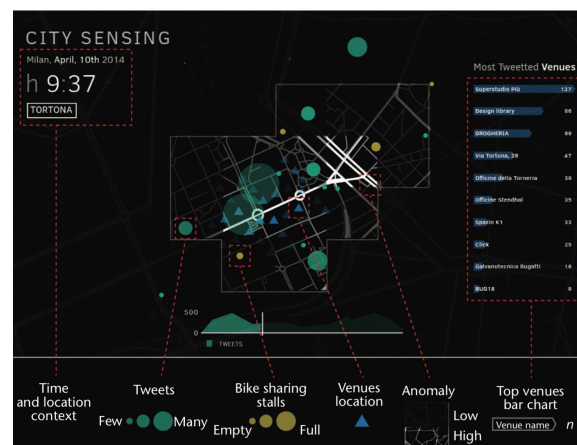 CITY SENSING
Milan, April, 10th 2014
h 9:37
TORTONA
Most Tweetted Venues
Superstudio Più 127
Design library 86
DROGHERIA 69
Via Tortona, 28 47
Officine della Torneria 39
Officine Stendhal 35
Spazio K1 33
Click 25
Galvanotecnica Bugatti 16
BUG18 9
500
0
TWEETS
Time
and location
context
Tweets
Few Many
Bike sharing
stalls
Empty Full
Venues
location
Anomaly
Low
High
Top venues
bar chart
Venue name n